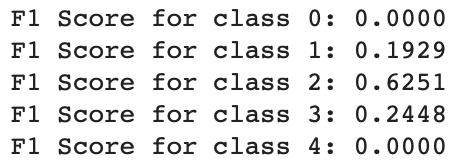 F1 Score for class 0: 0.0000
F1 Score for class 1: 0.1929
F1 Score for class 2: 0.6251
F1 Score for class 3: 0.2448
F1 Score for class 4: 0.0000